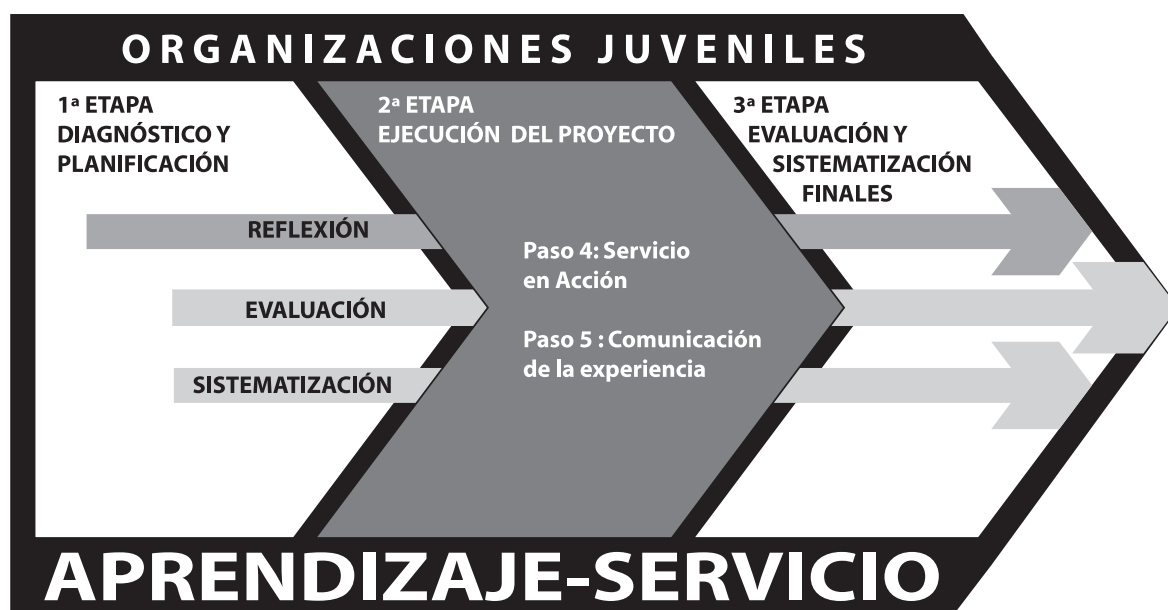 ORGANIZACIONES JUVENILES
1ª ETAPA
DIAGNÓSTICO Y
PLANIFICACIÓN
2ª ETAPA
EJECUCIÓN DEL PROYECTO
3ª ETAPA
EVALUACIÓN Y
SISTEMATIZACIÓN
FINALES
REFLEXIÓN
EVALUACIÓN
SISTEMATIZACIÓN
Paso 4: Servicio
en Acción
Paso 5 : Comunicación
de la experiencia
APRENDIZAJE-SERVICIO